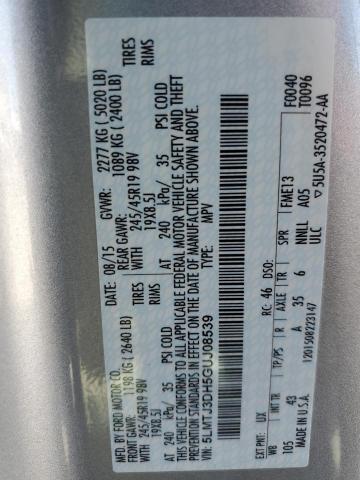 MFD. BY FORD MOTOR CO. 08/15 GVWR: 2277 KG ( 5020 LB)
FRONT GAWR: 1198 KG ( 2640 LB) REAR GAWR: 1089 KG ( 2400 LB)
WITH 245/45R19 98V WITH 245/45R19 98V TIRES
19X8.5J 19X8.5J RIMS
AT 240 kPa/ 35 PSI COLD AT 240 kPa/ 35 PSI COLD
THIS VEHICLE CONFORMS TO ALL APPLICABLE FEDERAL MOTOR VEHICLE SAFETY AND THEFT
PREVENTION STANDARDS IN EFFECT ON THE DATE OF MANUFACTURE SHOWN ABOVE.
VIN: 5LMTJ3DH5GUJ08539
TYPE: MPV
EXT PNT: UX RC: 46 DSO: FME13 F0040
WB INT TR TP/PS R AXLE TR SPR T0096
105 43 A 35 6 NNLL A05
MADE IN U.S.A. ULC
1201508223147 5U5A-3520472-AA